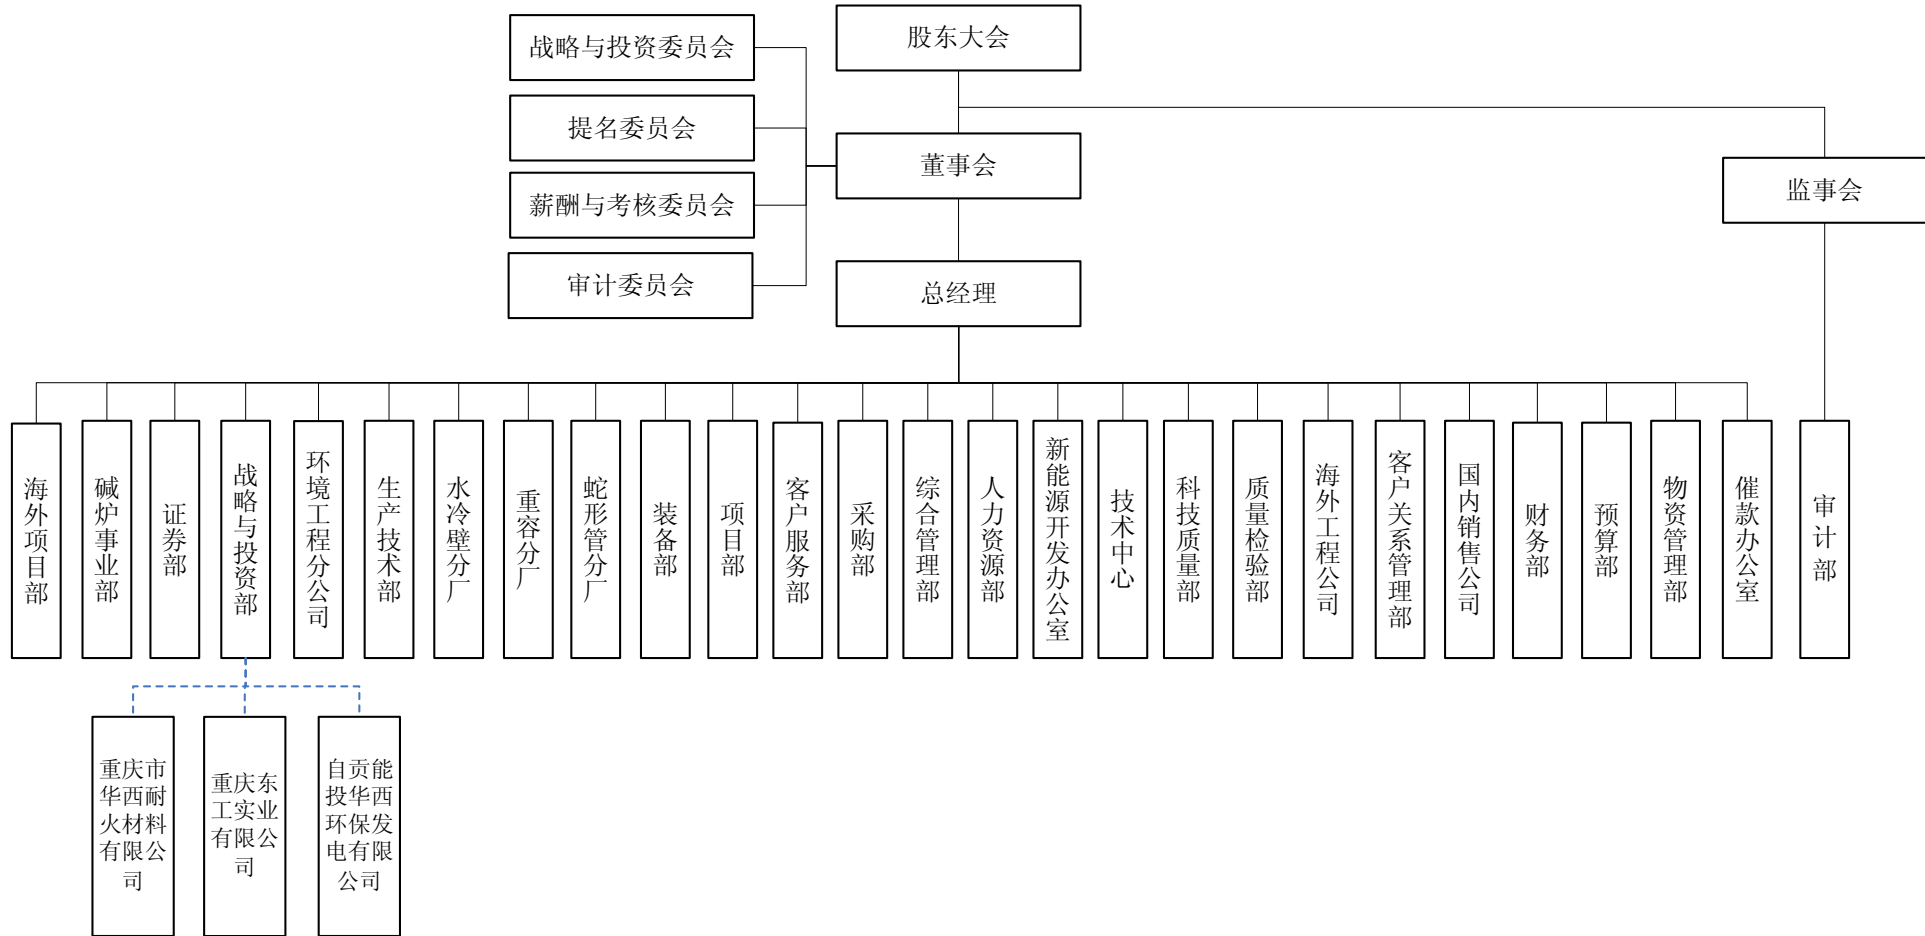 股东大会
战略与投资委员会
提名委员会
董事会
监事会
薪酬与考核委员会
审计委员会
总经理
海外项目部
碱炉事业部
证券部
战略与投资部
环境工程分公司
生产技术部
水冷壁分厂
重容分厂
蛇形管分厂
装备部
项目部
客户服务部
采购部
综合管理部
人力资源部
新能源开发办公室
技术中心
科技质量部
质量检验部
海外工程公司
客户关系管理部
国内销售公司
财务部
预算部
物资管理部
催款办公室
审计部
重庆市
华西耐
火材料
有限公
司
重庆东
工实业
有限公
司
自贡能
投华西
环保发
电有限
公司